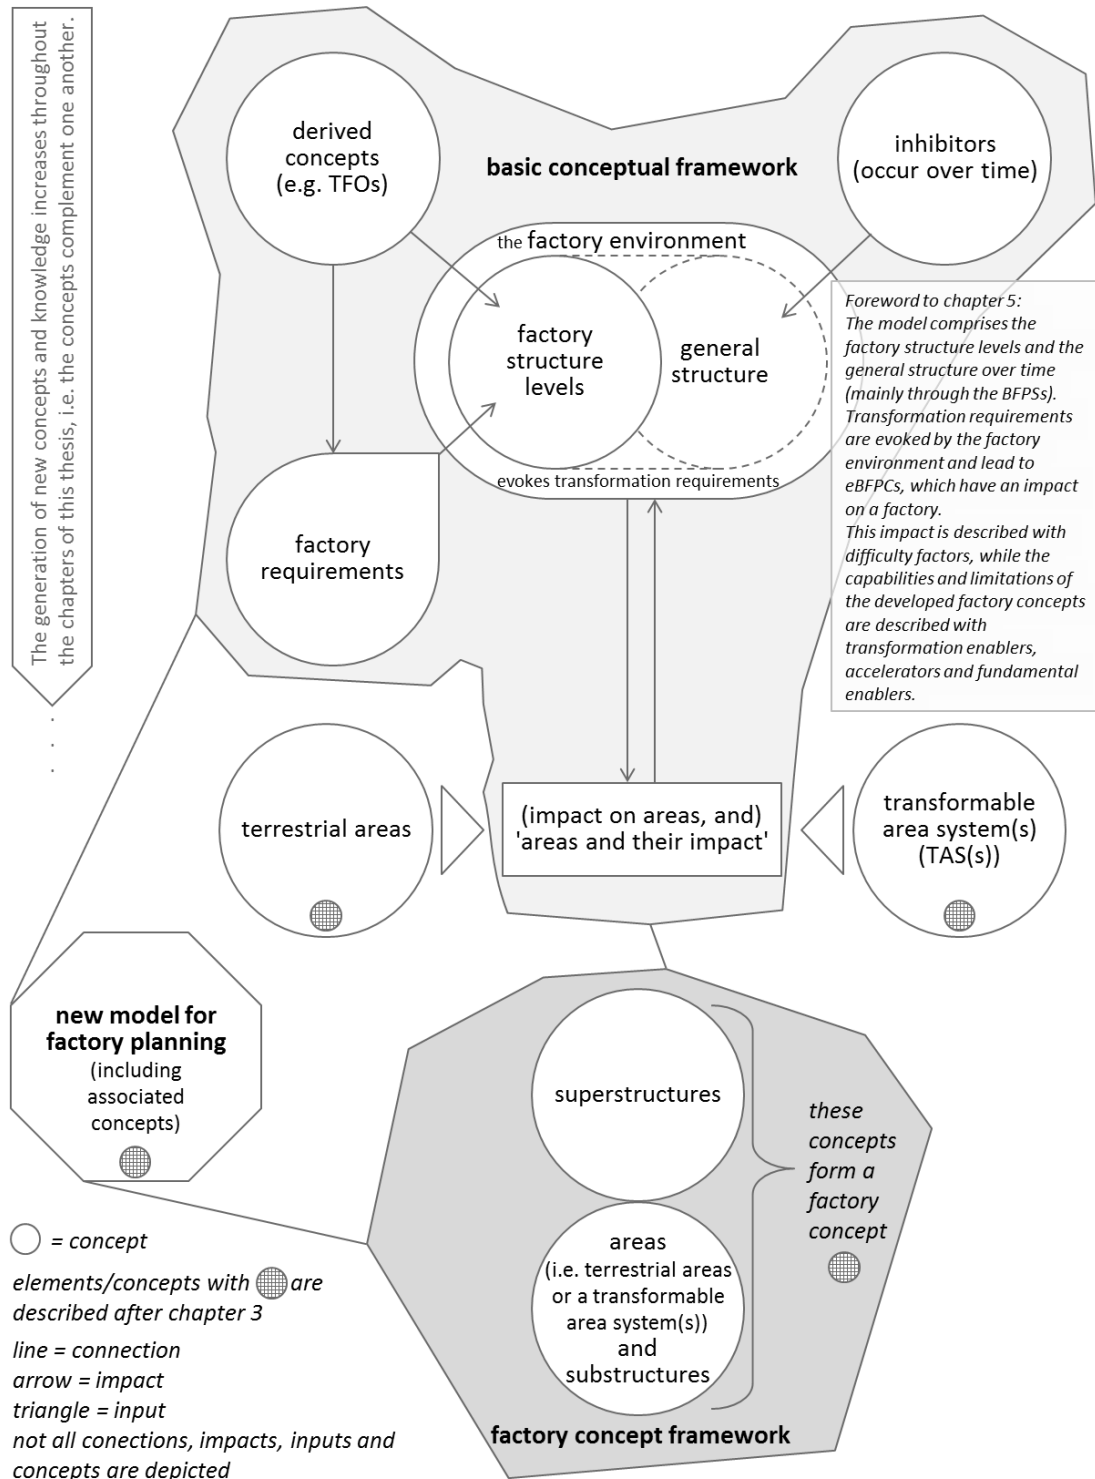 The generation of new concepts and knowledge increases throughout
the chapters of this thesis, i.e. the concepts complement one another.
derived
concepts
(e.g. TFOs)
basic conceptual framework
inhibitors
(occur over time)
the factory environment
factory
structure
levels
general
structure
evokes transformation requirements
factory
requirements
Foreword to chapter 5:
The model comprises the
factory structure levels and the
general structure over time
(mainly through the BFPSs).
Transformation requirements
are evoked by the factory
environment and lead to
eBFPCs, which have an impact
on a factory.
This impact is described with
difficulty factors, while the
capabilities and limitations of
the developed factory concepts
are described with
transformation enablers,
accelerators and fundamental
enablers.
terrestrial areas
(impact on areas, and)
'areas and their impact'
transformable
area system(s)
(TAS(s))
new model for
factory planning
(including
associated
concepts)
superstructures
these
concepts
form a
factory
concept
areas
(i.e. terrestrial areas
or a transformable
area system(s))
and
substructures
factory concept framework
= concept
elements/concepts with are
described after chapter 3
line = connection
arrow = impact
triangle = input
not all conections, impacts, inputs and
concepts are depicted